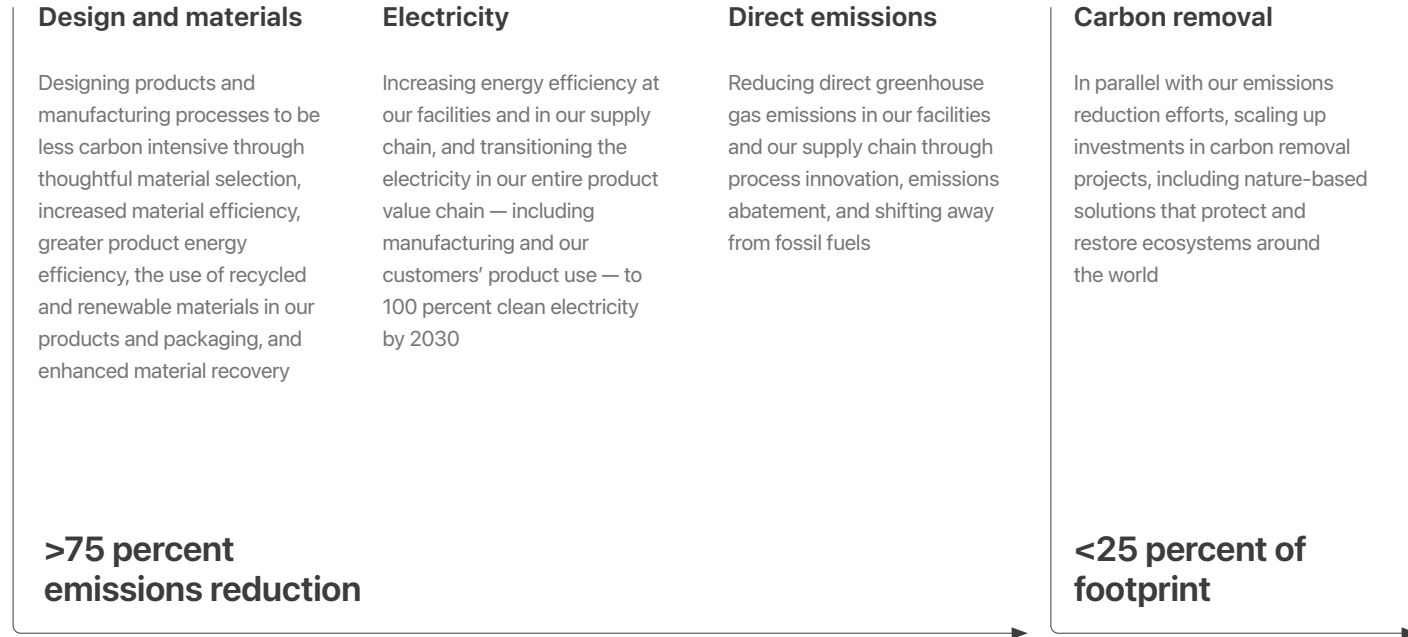 Design and materials
Designing products and
manufacturing processes to be
less carbon intensive through
thoughtful material selection,
increased material efficiency,
greater product energy
efficiency, the use of recycled
and renewable materials in our
products and packaging, and
enhanced material recovery
Electricity
Increasing energy efficiency at
our facilities and in our supply
chain, and transitioning the
electricity in our entire product
value chain — including
manufacturing and our
customers’ product use — to
100 percent clean electricity
by 2030
Direct emissions
Reducing direct greenhouse
gas emissions in our facilities
and our supply chain through
process innovation, emissions
abatement, and shifting away
from fossil fuels
>75 percent
emissions reduction
Carbon removal
In parallel with our emissions
reduction efforts, scaling up
investments in carbon removal
projects, including nature-based
solutions that protect and
restore ecosystems around
the world
<25 percent of
footprint